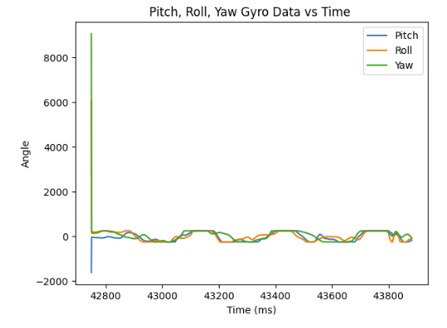 Pitch, Roll, Yaw Gyro Data vs Time
Pitch
Roll
Yaw
8000
6000
4000
2000
0
−2000
Angle
42800 43000 43200 43400 43600 43800
Time (ms)